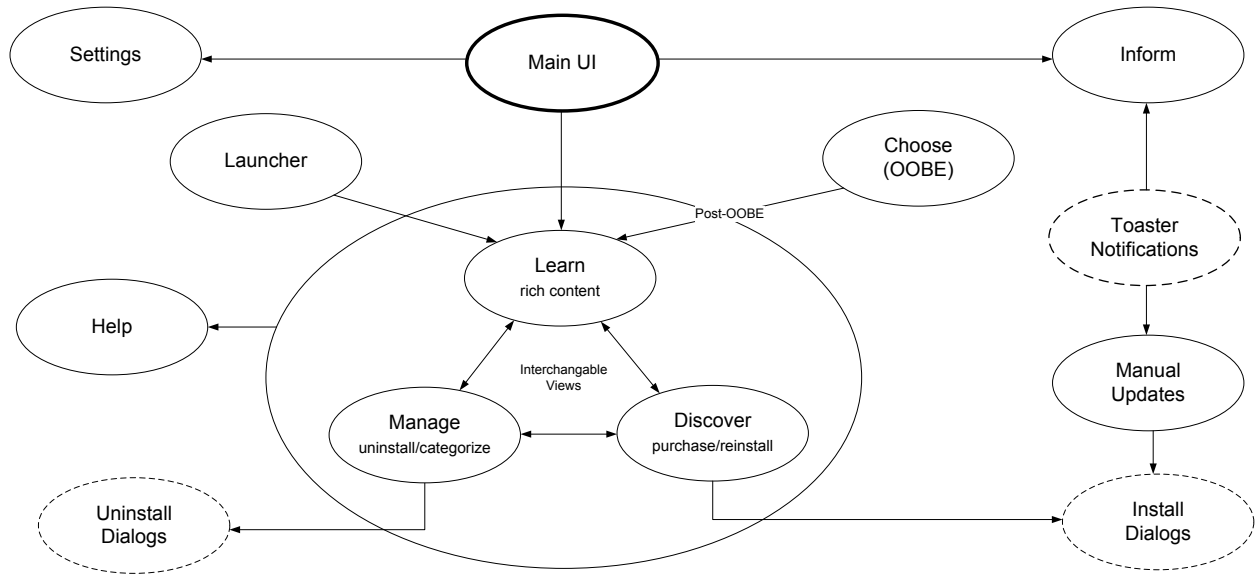 Settings
Main UI
Inform
Launcher
Choose
(OOBE)
Post-OOBE
Toaster
Notifications
Learn
rich content
Help
Interchangable
Views
Manual
Updates
Manage
uninstall/categorize
Discover
purchase/reinstall
Uninstall
Dialogs
Install
Dialogs